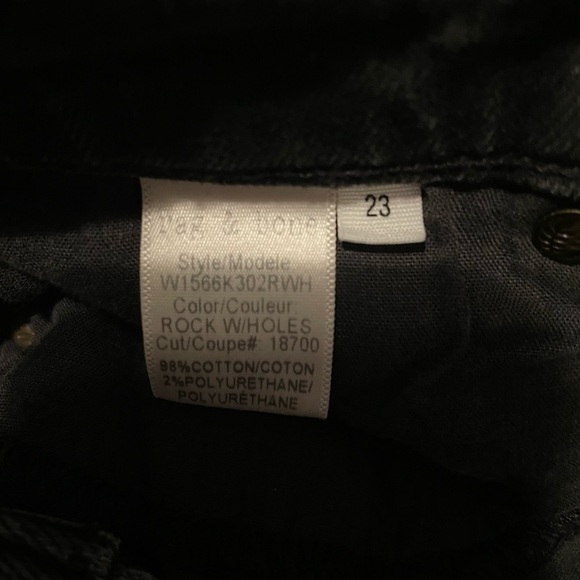 rag & bone
23
Style/Modele
W1566K302RWH
Color/Couleur:
ROCK W/HOLES
Cut/Coupe#: 18700
98%COTTON/COTON
2%POLYURETHANE/
POLYURÉTHANE